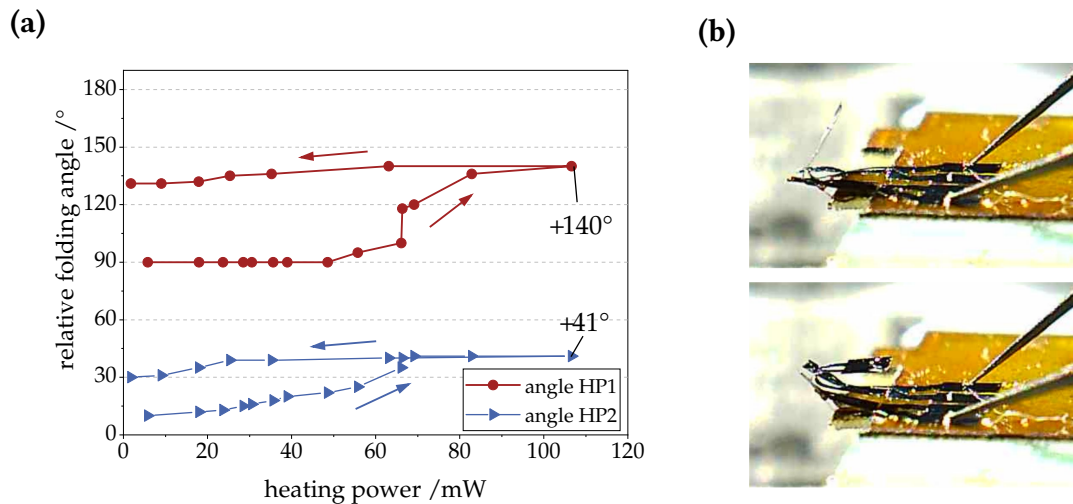 (a)
(b)
180
150
120
90
60
30
0
relative folding angle /°
+140°
+41°
angle HP1
angle HP2
0 20 40 60 80 100 120
heating power /mW